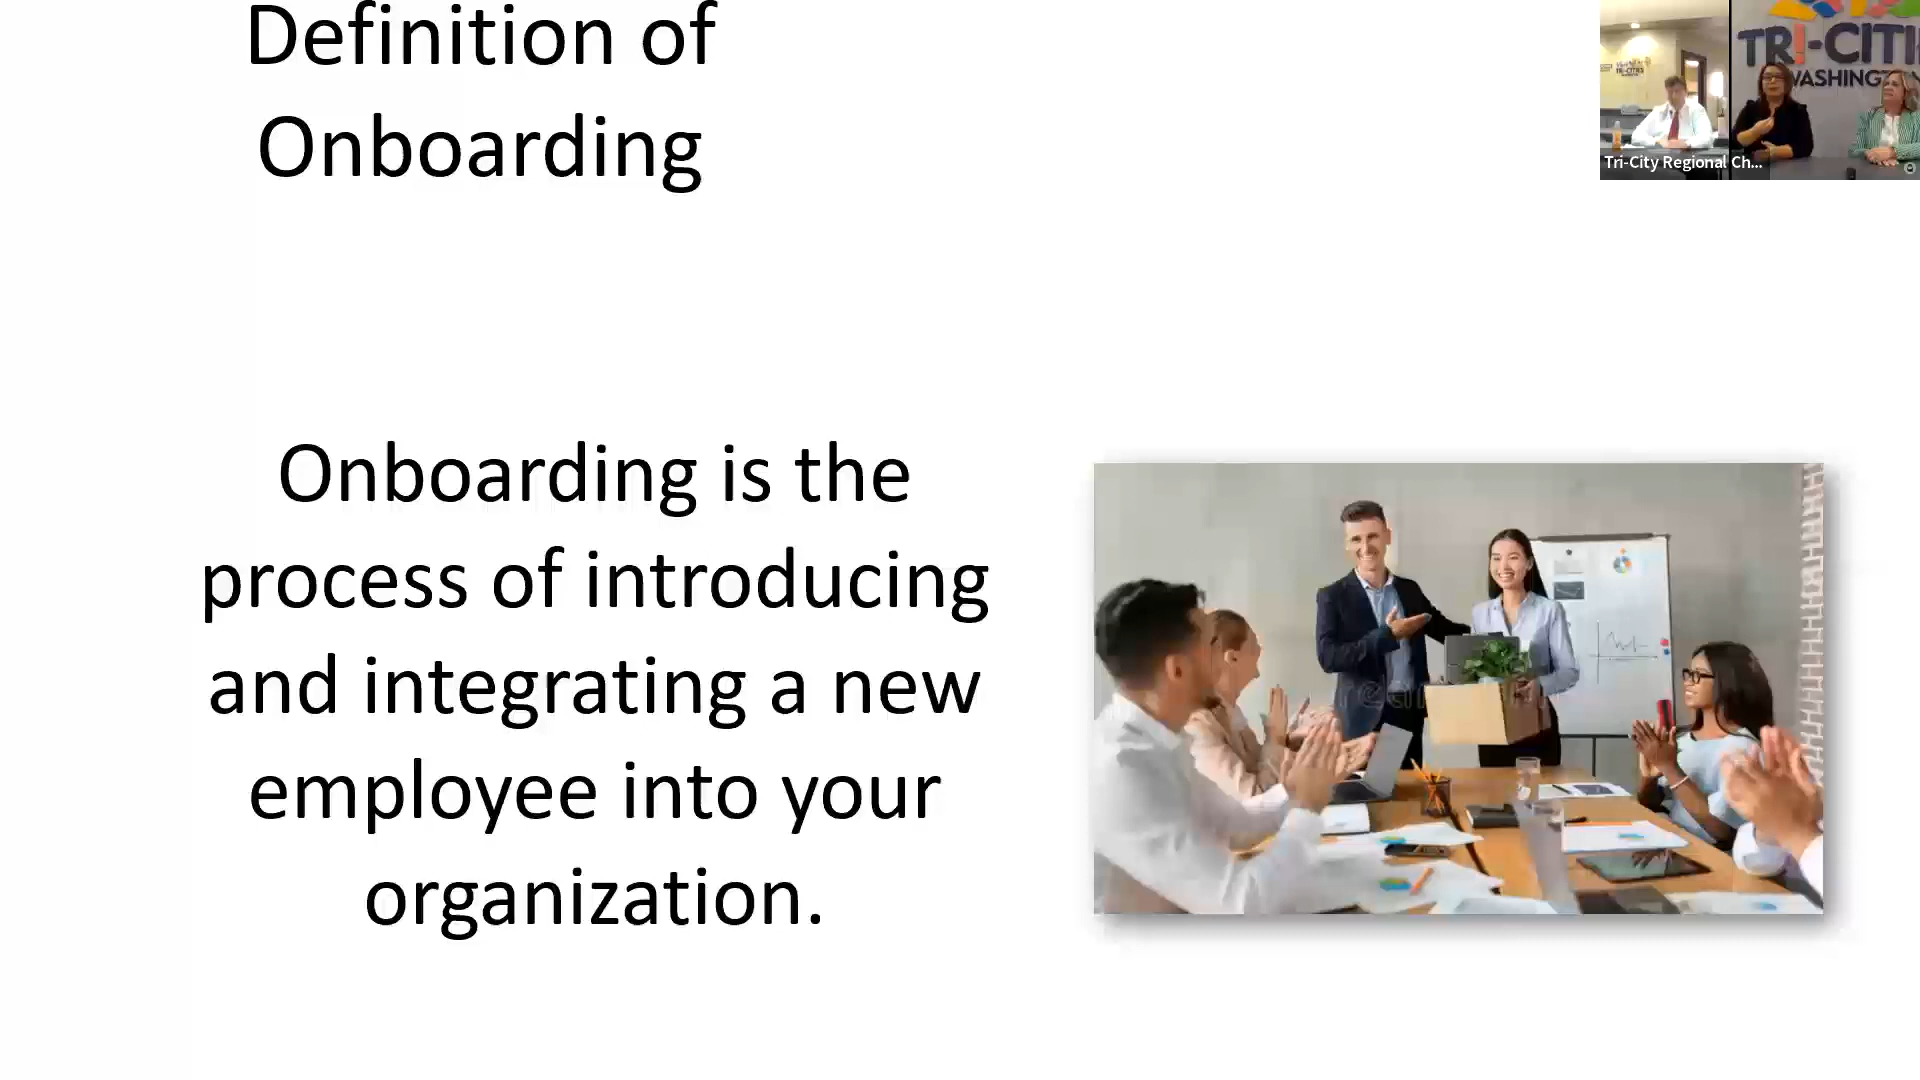 Definition of
Onboarding
TRI-CITI
WASHINGTON
Tri-City Regional Ch...
Onboarding is the
process of introducing
and integrating a new
employee into your
organization.